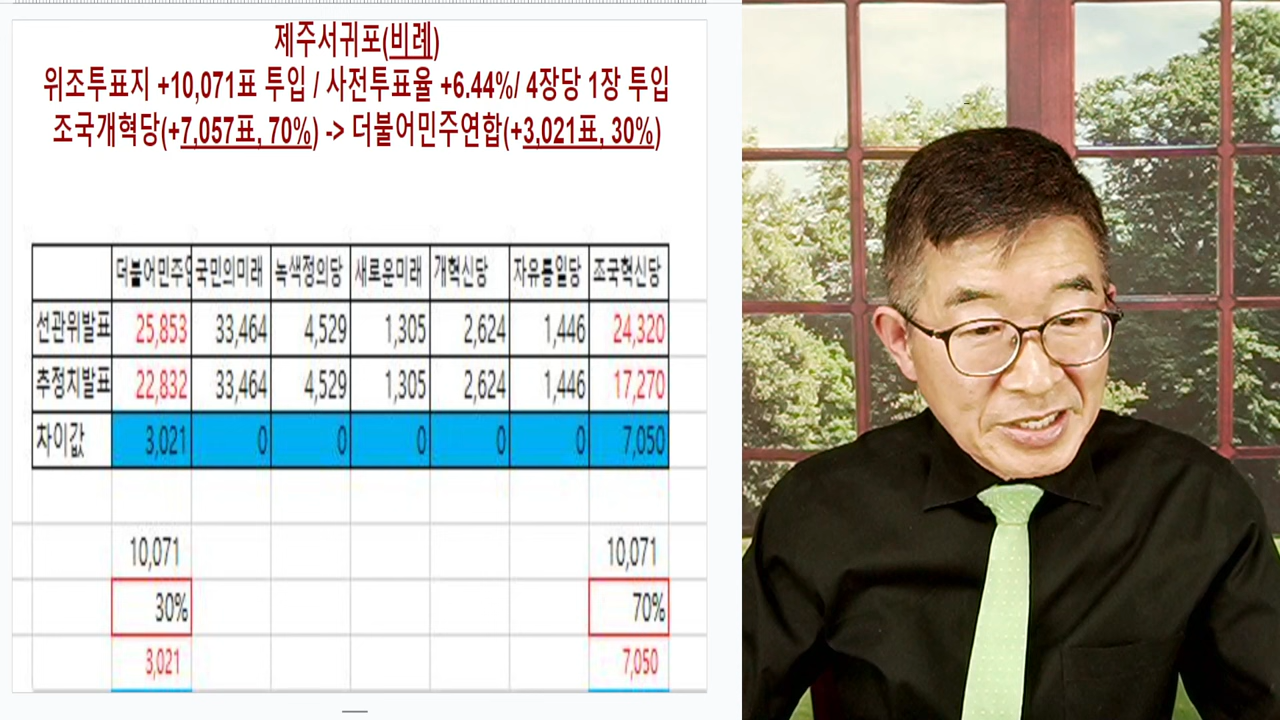 제주서귀포(비례)
위조투표지 +10,071표 투입 / 사전투표율 +6.44%/ 4장당 1장 투입
조국개혁당(+7,057표, 70%) -> 더불어민주연합(+3,021표, 30%)
더불어민주연 국민의미래 녹색정의당 새로운미래 개혁신당 자유통일당 조국혁신당
선관위발표 25,853 33,464 4,529 1,305 2,624 1,446 24,320
추정치발표 22,832 33,464 4,529 1,305 2,624 1,446 17,270
차이값 3,021 0 0 0 0 0 7,050
10,071 10,071
30% 70%
3,021 7,050